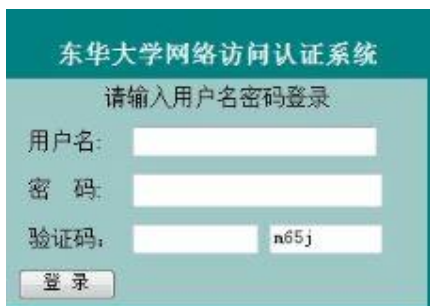 东华大学网络访问认证系统
请输入用户名密码登录
用户名:
密 码:
验证码: m65j
登 录